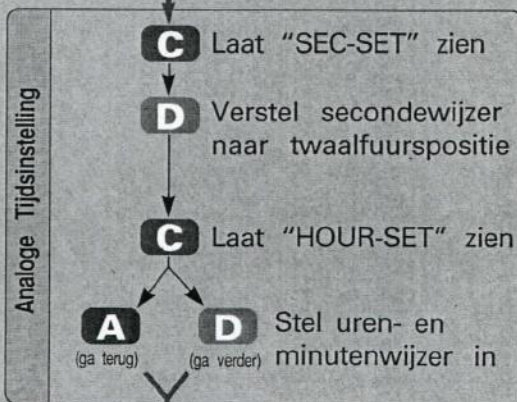 Analoge Tijdsinstelling
C Laat “SEC-SET” zien
D Verstel secondewijzer
naar twaalfuurspositie
C Laat “HOUR-SET” zien
A D Stel uren- en
(ga terug) (ga verder) minutenwijzer in